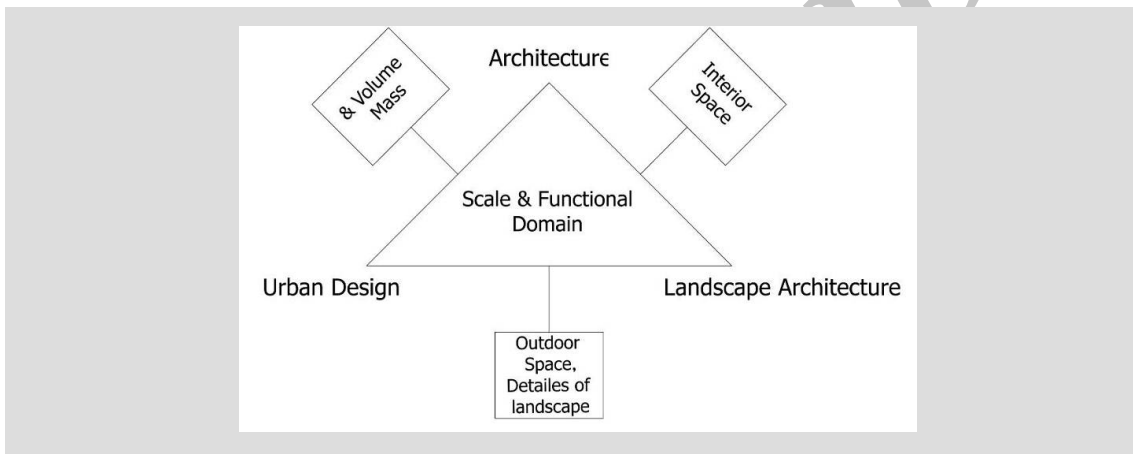 Architecture
& Volume
Mass
Interior
Space
Scale & Functional
Domain
Urban Design
Landscape Architecture
Outdoor
Space,
Detailes of
landscape